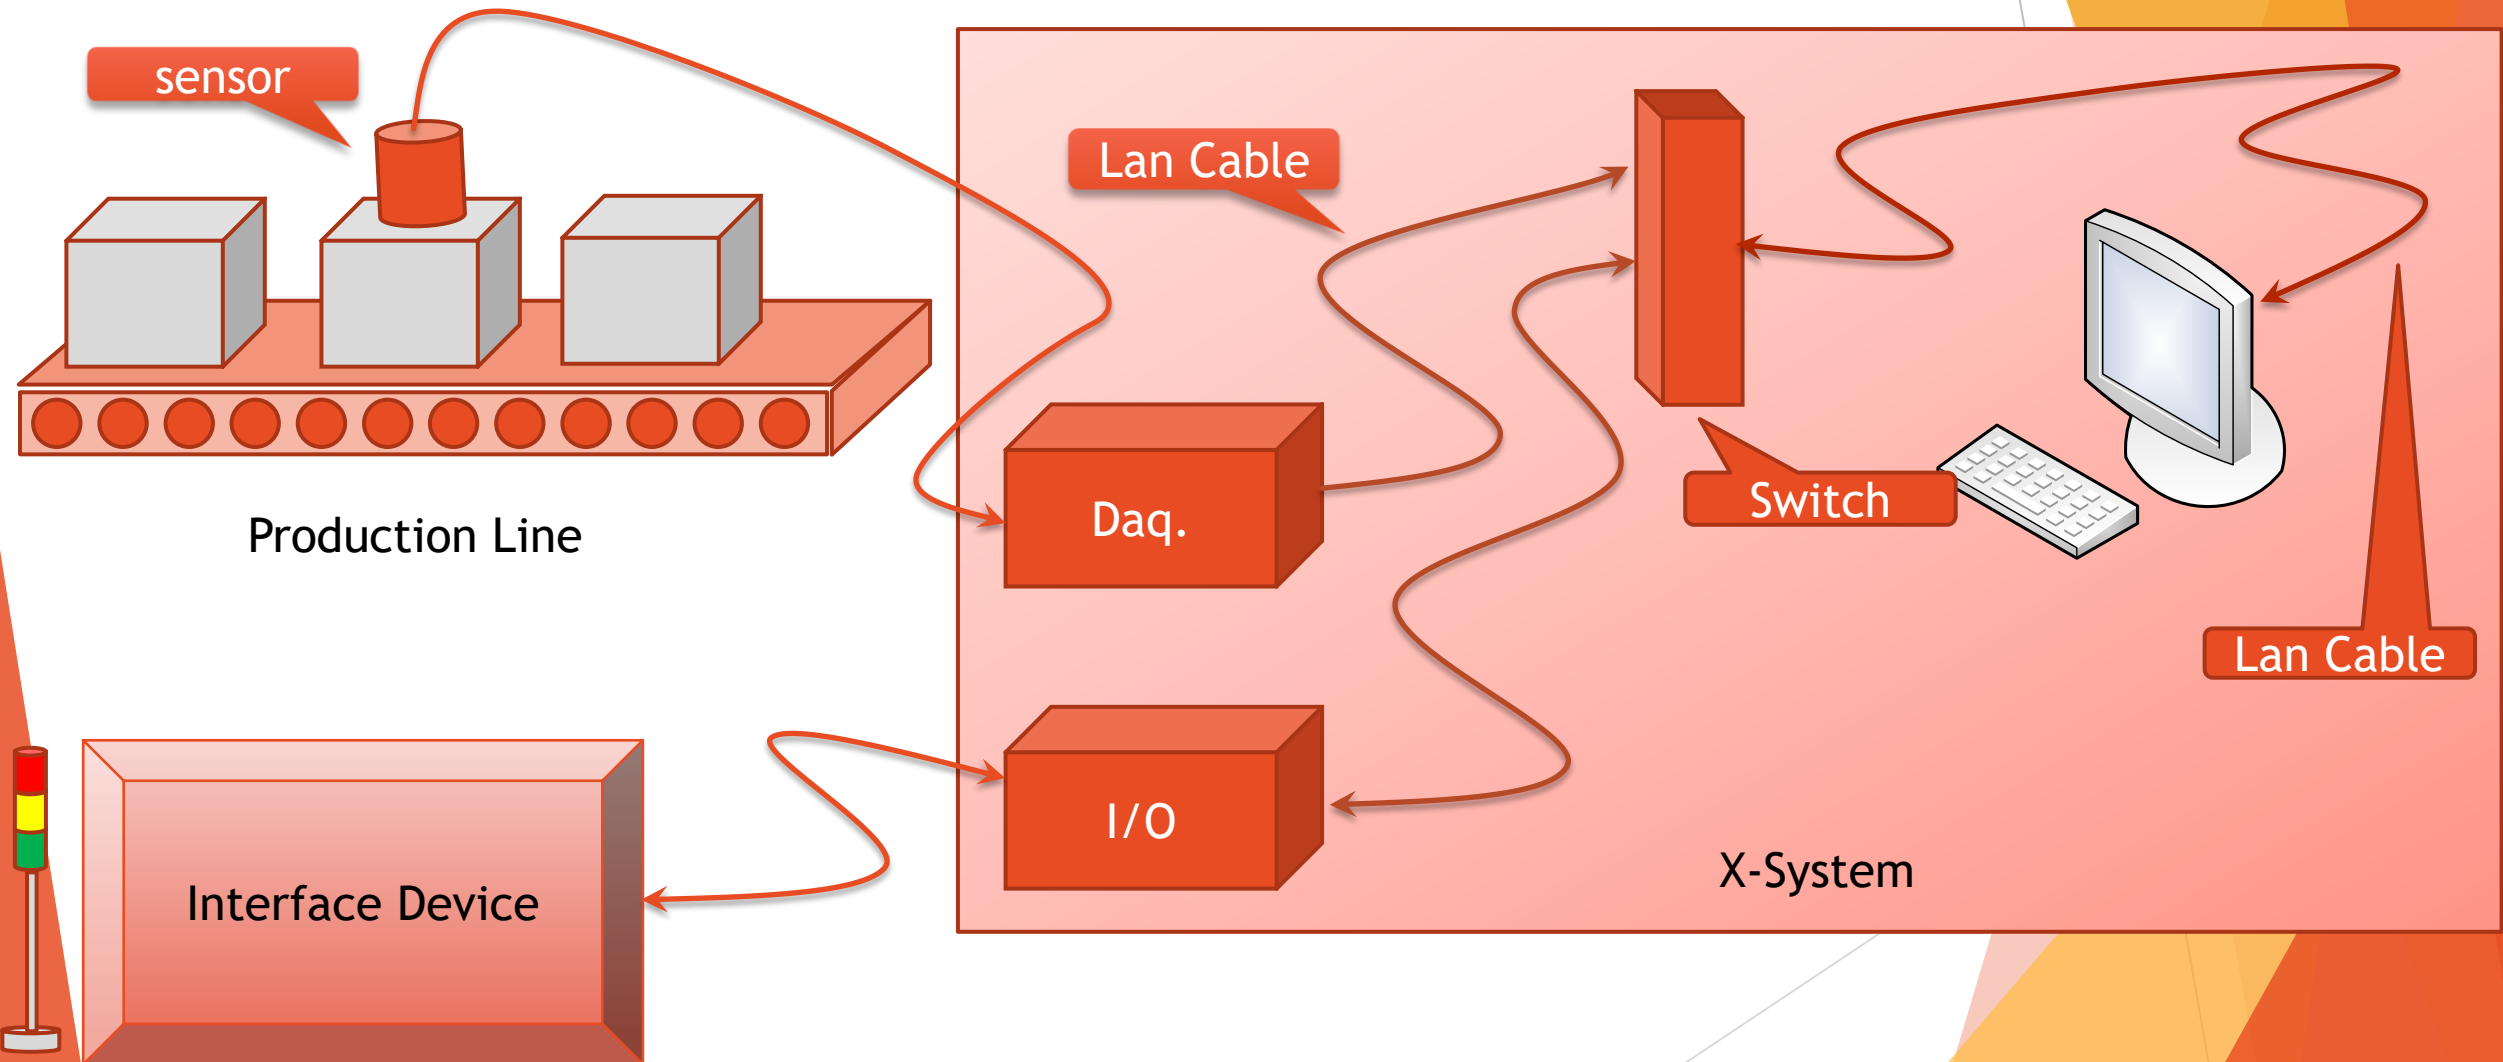 sensor
Lan Cable
Switch
Daq.
Production Line
Lan Cable
I/O
X-System
Interface Device